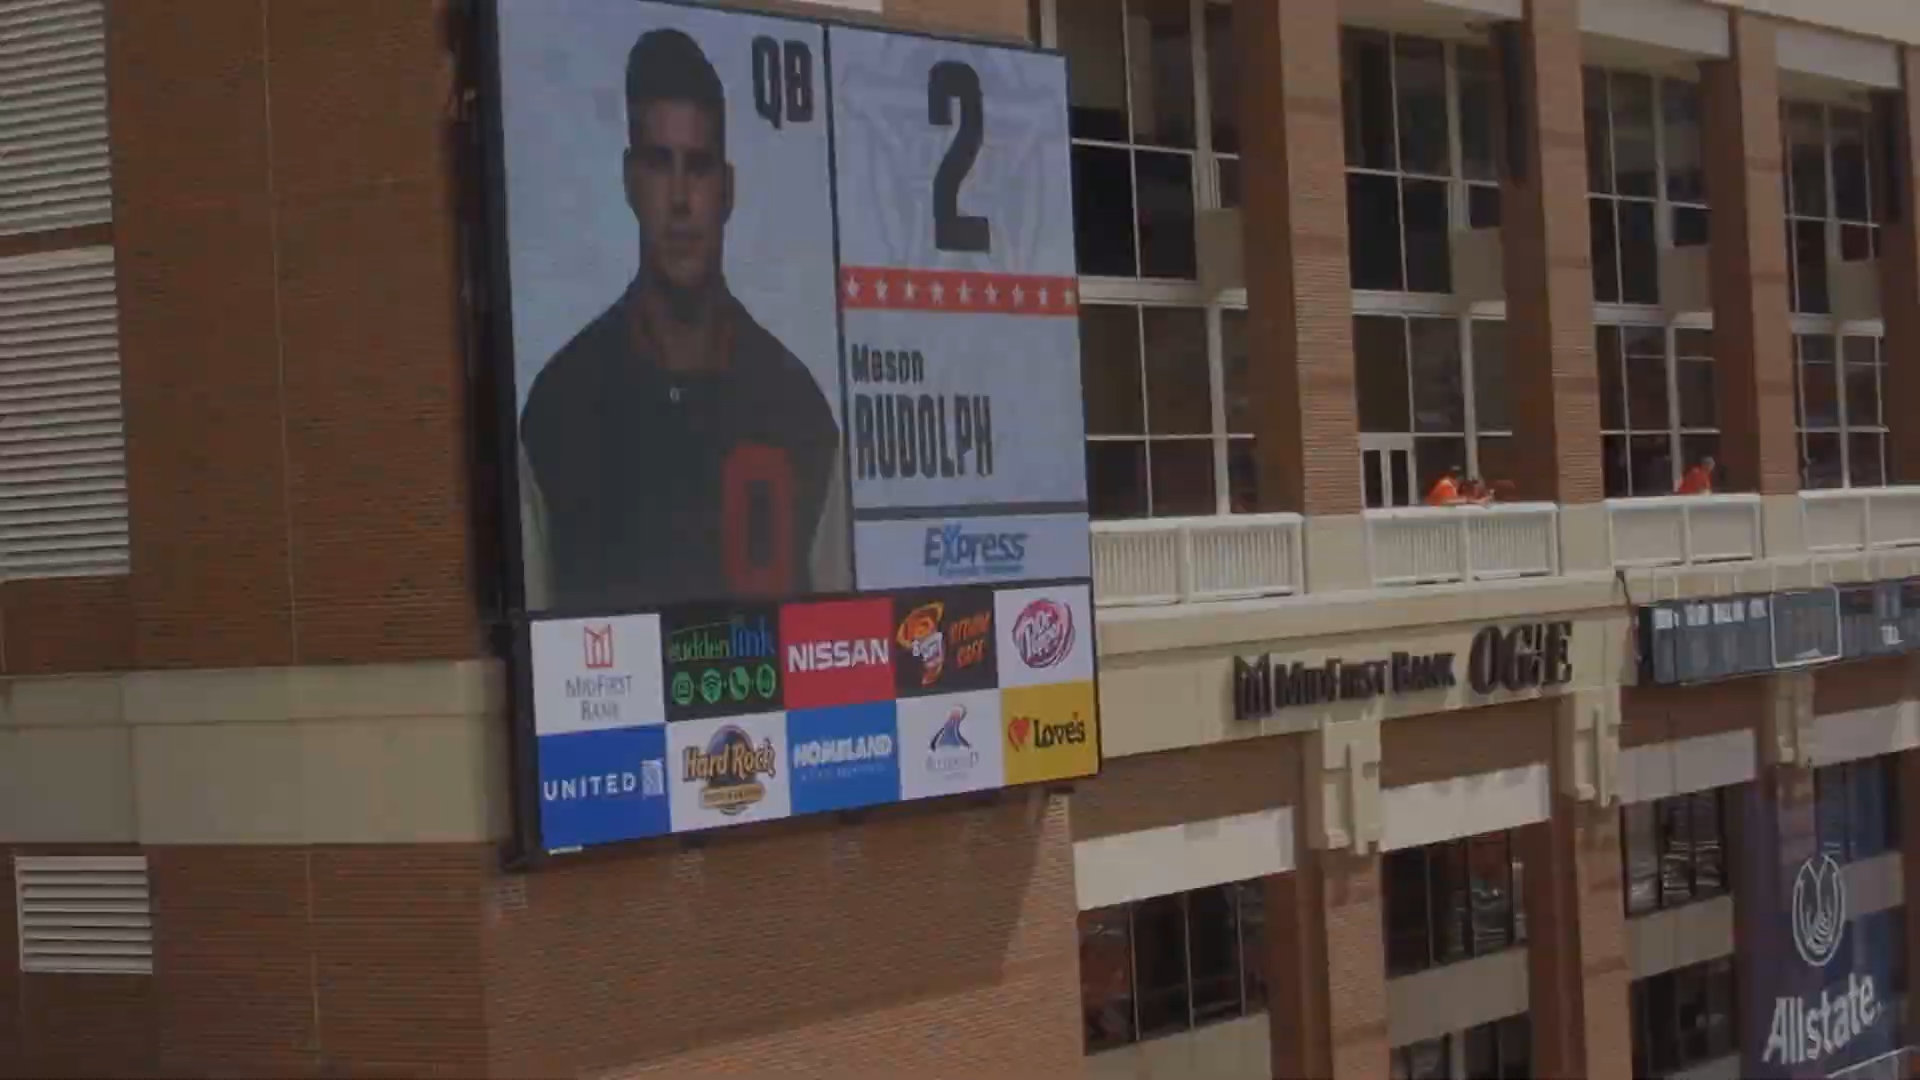 QB
2
Mason
RUDOLPH
EXpress
MIDFIRST
BANK
suddenlink
NISSAN
Dr Pepper
UNITED
Hard Rock
HOMELAND
Love's
MIDFIRST BANK OG&E
O
Allstate.